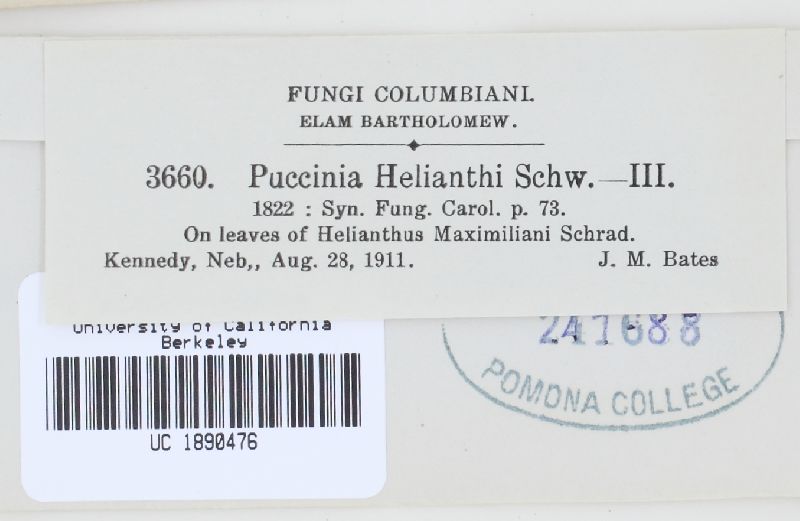 FUNGI COLUMBIANI.
ELAM BARTHOLOMEW.
3660. Puccinia Helianthi Schw.—III.
1822 : Syn. Fung. Carol. p. 73.
On leaves of Helianthus Maximiliani Schrad.
Kennedy, Neb,, Aug. 28, 1911. J. M. Bates
University of California
Berkeley
UC 1890476
241688
POMONA COLLEGE